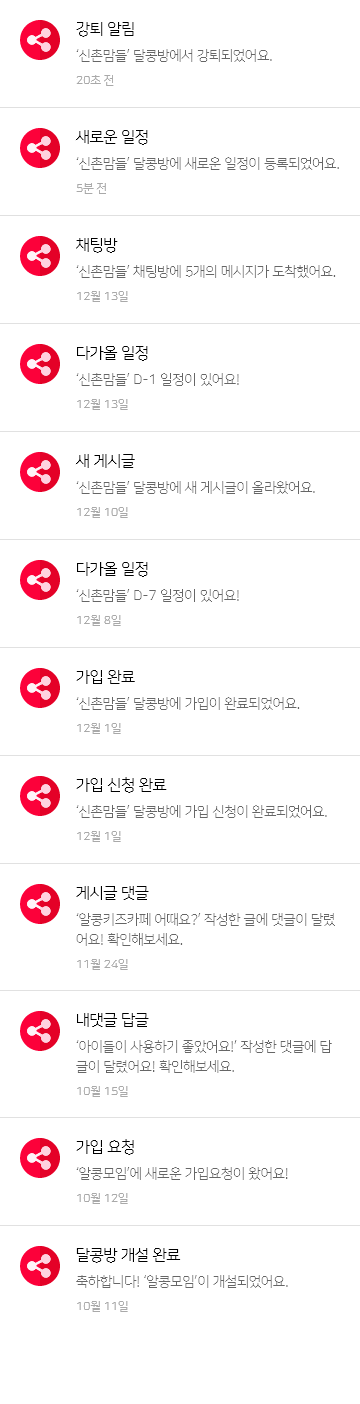 강퇴 알림
‘신촌맘들’ 달콩방에서 강퇴되었어요.
20초 전
새로운 일정
‘신촌맘들’ 달콩방에 새로운 일정이 등록되었어요.
5분 전
채팅방
‘신촌맘들’ 채팅방에 5개의 메시지가 도착했어요.
12월 13일
다가올 일정
‘신촌맘들’ D-1 일정이 있어요!
12월 13일
새 게시글
‘신촌맘들’ 달콩방에 새 게시글이 올라왔어요.
12월 10일
다가올 일정
‘신촌맘들’ D-7 일정이 있어요!
12월 8일
가입 완료
‘신촌맘들’ 달콩방에 가입이 완료되었어요.
12월 1일
가입 신청 완료
‘신촌맘들’ 달콩방에 가입 신청이 완료되었어요.
12월 1일
게시글 댓글
‘알콩키즈카페 어때요?’ 작성한 글에 댓글이 달렸
어요! 확인해보세요.
11월 24일
내댓글 답글
‘아이들이 사용하기 좋았어요!’ 작성한 댓글에 답
글이 달렸어요! 확인해보세요.
10월 15일
가입 요청
‘알콩모임’에 새로운 가입요청이 왔어요!
10월 12일
달콩방 개설 완료
축하합니다! ‘알콩모임’이 개설되었어요.
10월 11일